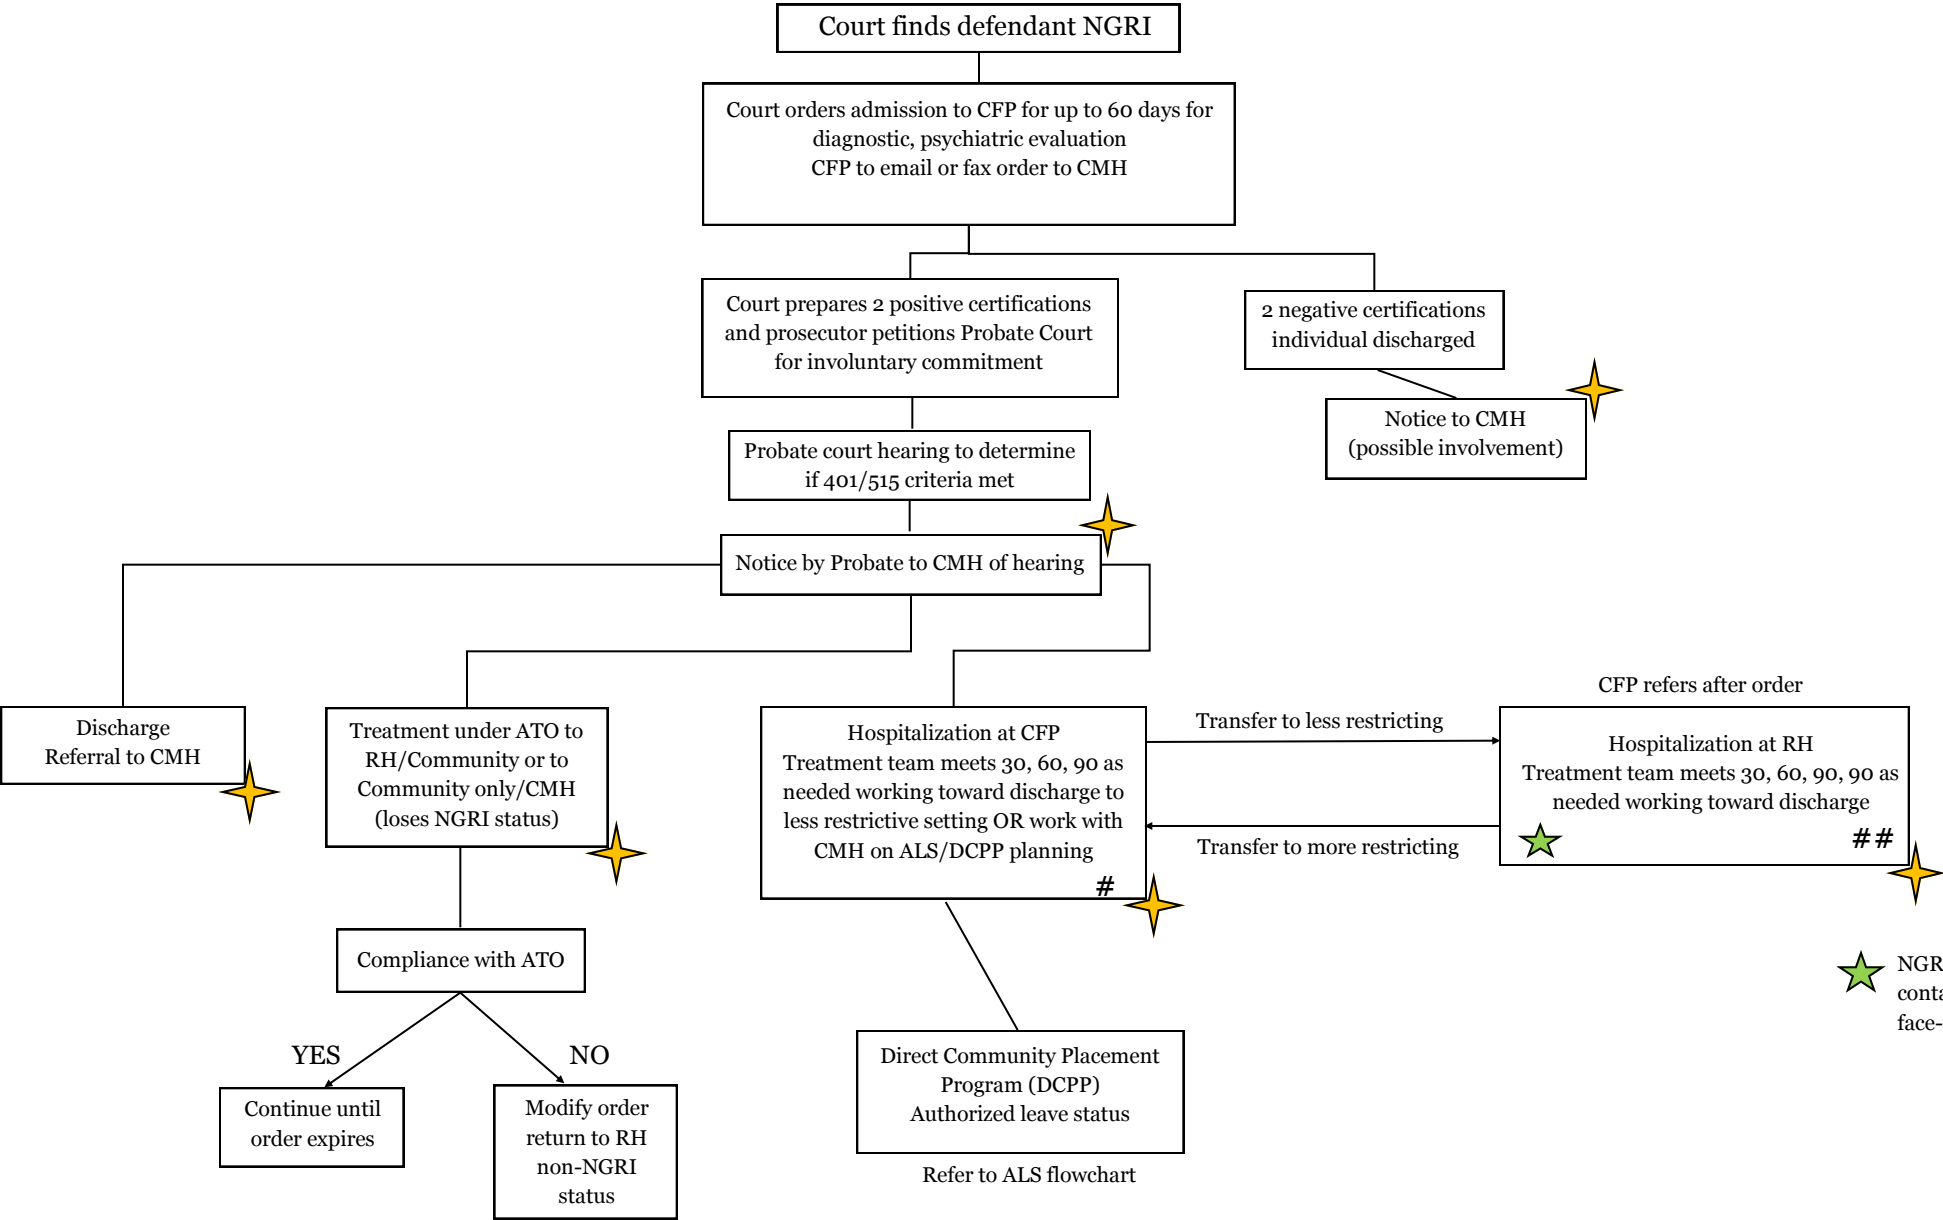 Court finds defendant NGRI
Court orders admission to CFP for up to 60 days for
diagnostic, psychiatric evaluation
CFP to email or fax order to CMH
Court prepares 2 positive certifications
and prosecutor petitions Probate Court
for involuntary commitment
2 negative certifications
individual discharged
Notice to CMH
(possible involvement)
Probate court hearing to determine
if 401/515 criteria met
Notice by Probate to CMH of hearing
Discharge
Referral to CMH
Treatment under ATO to
RH/Community or to
Community only/CMH
(loses NGRI status)
Hospitalization at CFP
Treatment team meets 30, 60, 90 as
needed working toward discharge to
less restrictive setting OR work with
CMH on ALS/DCPP planning
#
Transfer to less restricting
Transfer to more restricting
CFP refers after order
Hospitalization at RH
Treatment team meets 30, 60, 90, 90 as
needed working toward discharge
##
Compliance with ATO
YES
NO
Continue until
order expires
Modify order
return to RH
non-NGRI
status
Direct Community Placement
Program (DCPP)
Authorized leave status
Refer to ALS flowchart
NGR
conta
face-